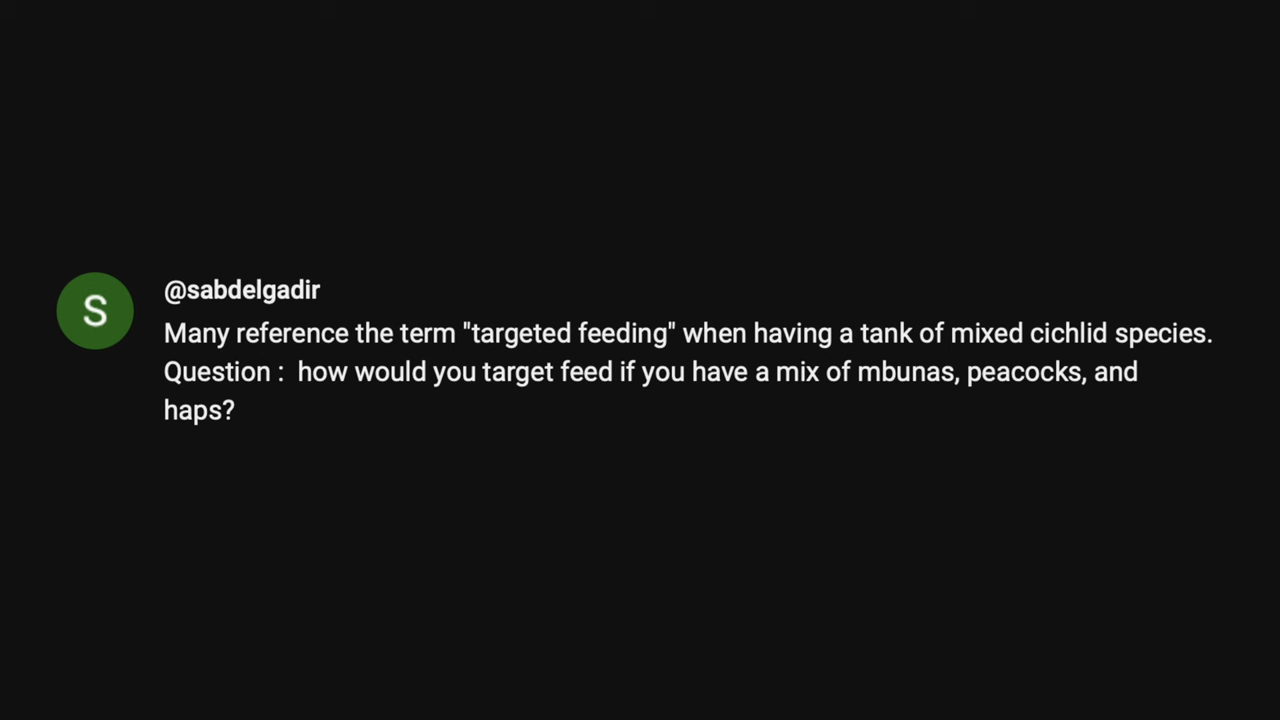 S
@sabdelgadir
Many reference the term "targeted feeding" when having a tank of mixed cichlid species.
Question :  how would you target feed if you have a mix of mbunas, peacocks, and
haps?